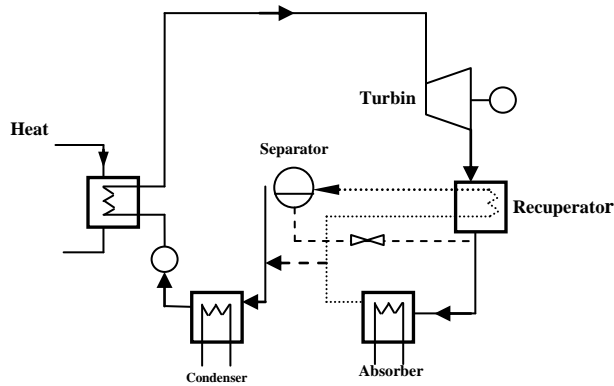 Turbin
Heat
Separator
Recuperator
Condenser
Absorber